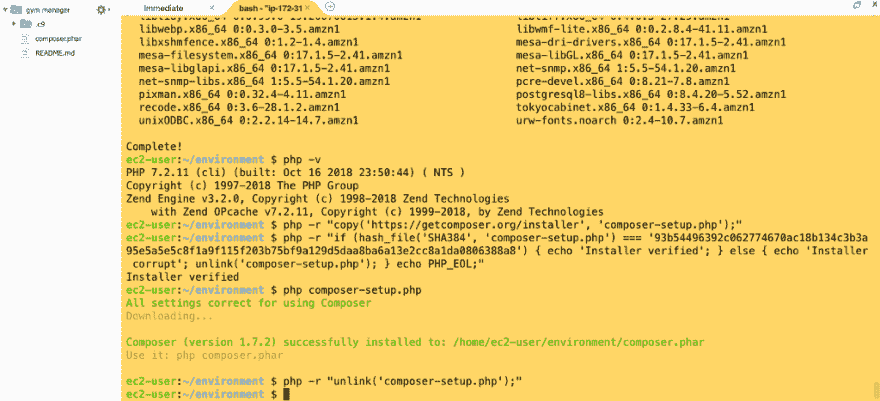 gym manager
.c9
composer.phar
README.md
Immediate
bash - "ip-172-31
libwebp.x86_64 0:0.3.0-3.5.amzn1 libwmf-lite.x86_64 0:0.2.8.4-41.11.amzn1
libxshmfence.x86_64 0:1.2-1.4.amzn1 mesa-dri-drivers.x86_64 0:17.1.5-2.41.amzn1
mesa-filesystem.x86_64 0:17.1.5-2.41.amzn1 mesa-libGL.x86_64 0:17.1.5-2.41.amzn1
mesa-libglapi.x86_64 0:17.1.5-2.41.amzn1 net-snmp.x86_64 1:5.5-54.1.20.amzn1
net-snmp-libs.x86_64 1:5.5-54.1.20.amzn1 pcre-devel.x86_64 0:8.21-7.8.amzn1
pixman.x86_64 0:0.32.4-4.11.amzn1 postgresql8-libs.x86_64 0:8.4.20-5.52.amzn1
recode.x86_64 0:3.6-28.1.2.amzn1 tokyocabinet.x86_64 0:1.4.33-6.4.amzn1
unixODBC.x86_64 0:2.2.14-14.7.amzn1 urw-fonts.noarch 0:2.4-10.7.amzn1
Complete!
ec2-user:~/environment $ php -v
PHP 7.2.11 (cli) (built: Oct 16 2018 23:50:44) ( NTS )
Copyright (c) 1997-2018 The PHP Group
Zend Engine v3.2.0, Copyright (c) 1998-2018 Zend Technologies
with Zend OPcache v7.2.11, Copyright (c) 1999-2018, by Zend Technologies
ec2-user:~/environment $ php -r "copy('https://getcomposer.org/installer', 'composer-setup.php');"
ec2-user:~/environment $ php -r "if (hash_file('SHA384', 'composer-setup.php') === '93b54496392c062774670ac18b134c3b3a
95e5a5e5c8f1a9f115f203b75bf9a129d5daa8ba6a13e2cc8a1da0806388a8') { echo 'Installer verified'; } else { echo 'Installer
corrupt'; unlink('composer-setup.php'); } echo PHP_EOL;"
Installer verified
ec2-user:~/environment $ php composer-setup.php
All settings correct for using Composer
Downloading...
Composer (version 1.7.2) successfully installed to: /home/ec2-user/environment/composer.phar
Use it: php composer.phar
ec2-user:~/environment $ php -r "unlink('composer-setup.php');"
ec2-user:~/environment $